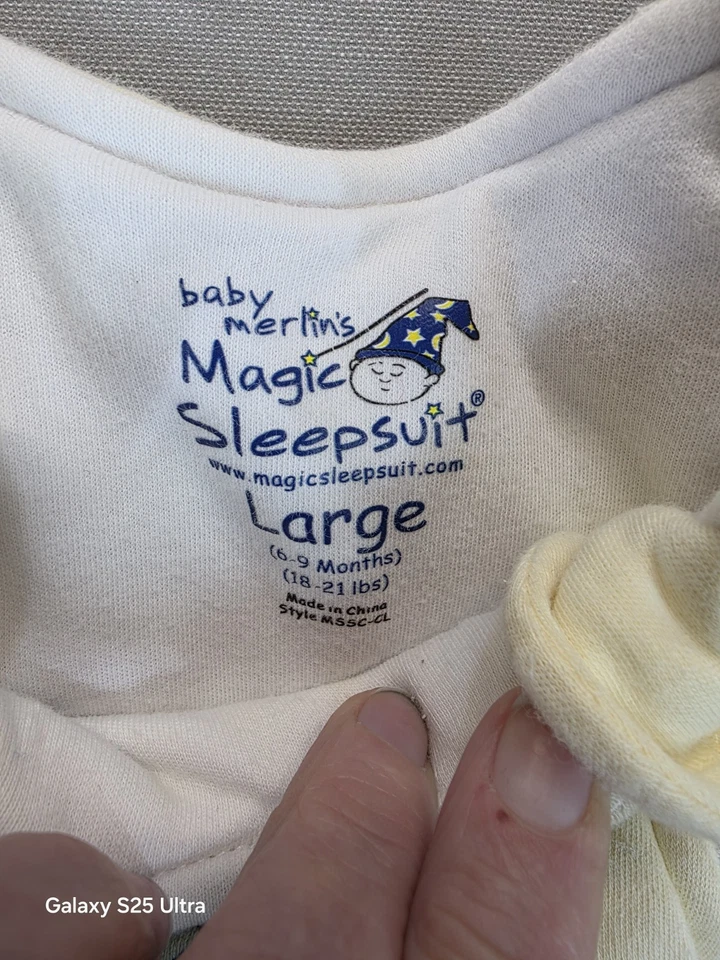 baby
merlin's
Magic
Sleepsuit®
www.magicsleepsuit.com
Large
(6-9 Months)
(18-21 lbs)
Made in China
Style MSSC-CL
Galaxy S25 Ultra